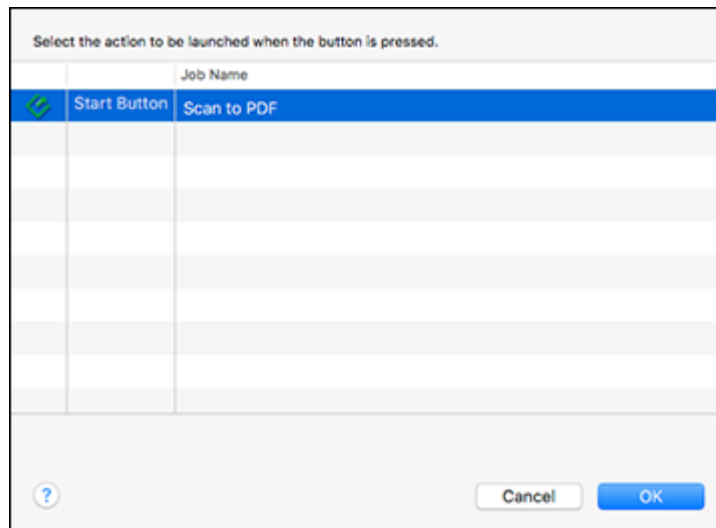 Select the action to be launched when the button is pressed.
Job Name
Start Button Scan to PDF
?
Cancel OK